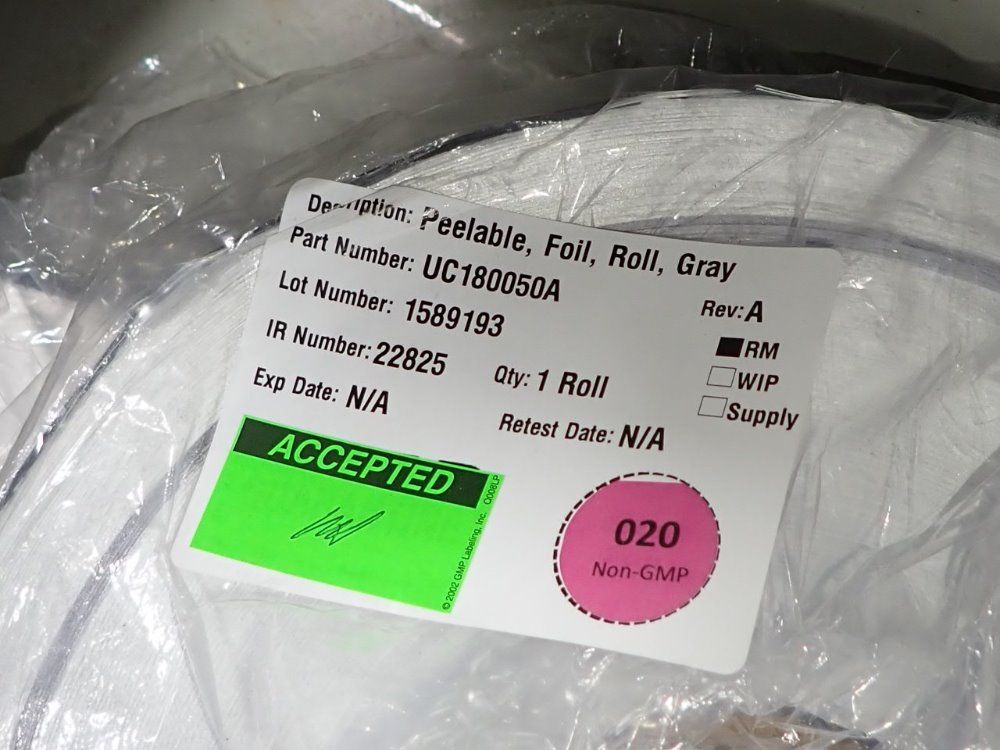 Description: Peelable, Foil, Roll, Gray
Part Number: UC180050A
Rev: A
Lot Number: 1589193
RM
IR Number: 22825
Qty: 1 Roll
WIP
Exp Date: N/A
Retest Date: N/A
Supply
ACCEPTED
© 2002 GMP Labeling, Inc. Q008LP
020
Non-GMP